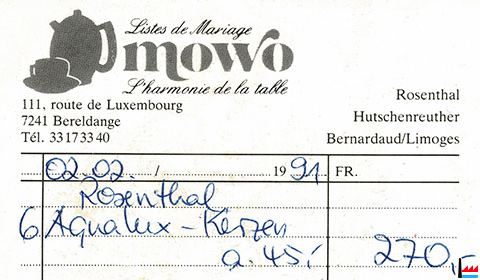 Listes de Mariage
mowo
L'harmonie de la table
111, route de Luxembourg
7241 Bereldange
Tél. 33 17 33 40
Rosenthal
Hutschenreuther
Bernardaud/Limoges
02.02. / 1991 FR.
Rosenthal
6 Aqualux-Kerzen
a. 45,- 270,-